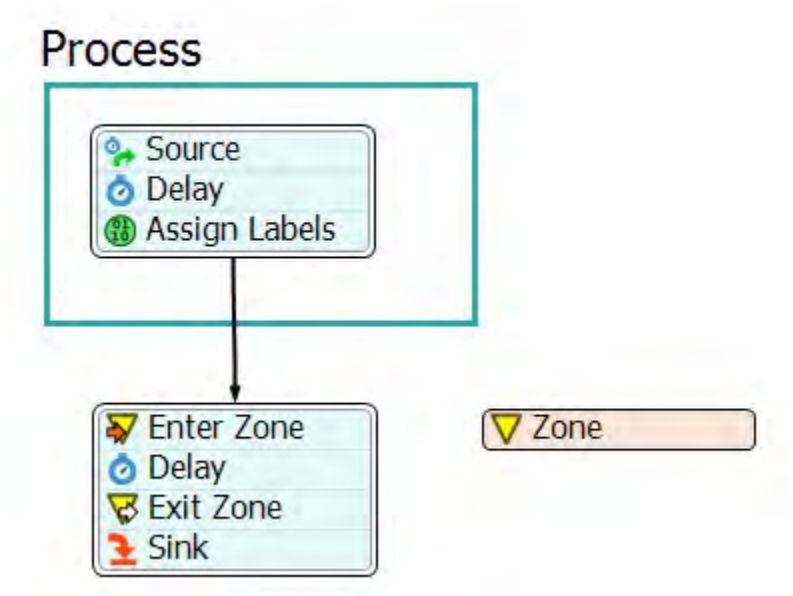 Process
Source
Delay
Assign Labels
Enter Zone
Zone
Delay
Exit Zone
Sink